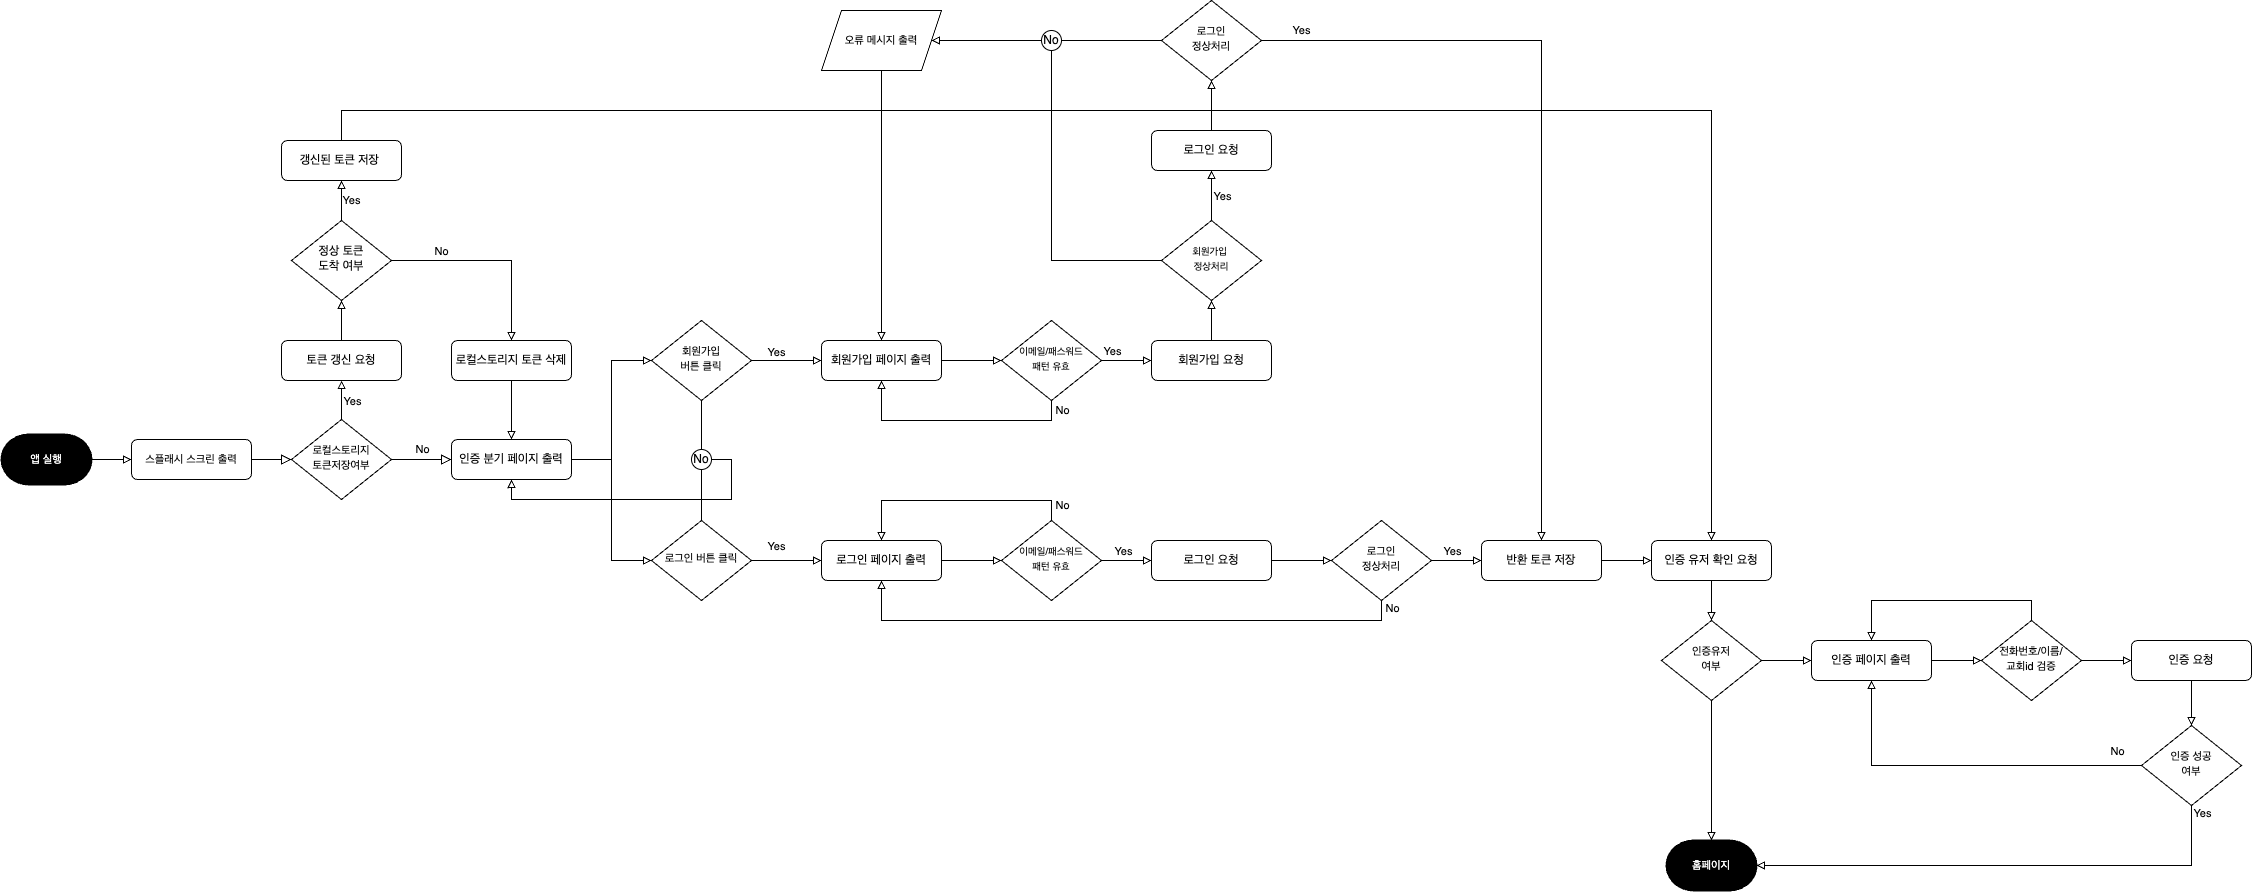 오류 메시지 출력
No
로그인
정상처리
Yes
갱신된 토큰 저장
로그인 요청
Yes
Yes
정상 토큰
도착 여부
No
회원가입
정상처리
토큰 갱신 요청
로컬스토리지 토큰 삭제
회원가입
버튼 클릭
Yes
회원가입 페이지 출력
이메일/패스워드
패턴 유효
Yes
회원가입 요청
Yes
No
앱 실행
스플래시 스크린 출력
로컬스토리지
토큰저장여부
No
인증 분기 페이지 출력
No
No
로그인 버튼 클릭
Yes
로그인 페이지 출력
이메일/패스워드
패턴 유효
Yes
로그인 요청
로그인
정상처리
Yes
반환 토큰 저장
인증 유저 확인 요청
No
인증유저
여부
인증 페이지 출력
전화번호/이름/
교회id 검증
인증 요청
No
인증 성공
여부
Yes
홈페이지